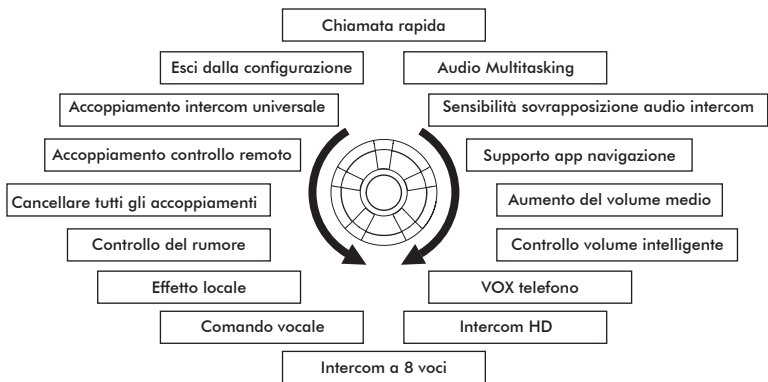 Chiamata rapida
Esci dalla configurazione
Audio Multitasking
Accoppiamento intercom universale
Sensibilità sovrapposizione audio intercom
Accoppiamento controllo remoto
Supporto app navigazione
Cancellare tutti gli accoppiamenti
Aumento del volume medio
Controllo del rumore
Controllo volume intelligente
Effetto locale
VOX telefono
Comando vocale
Intercom HD
Intercom a 8 voci